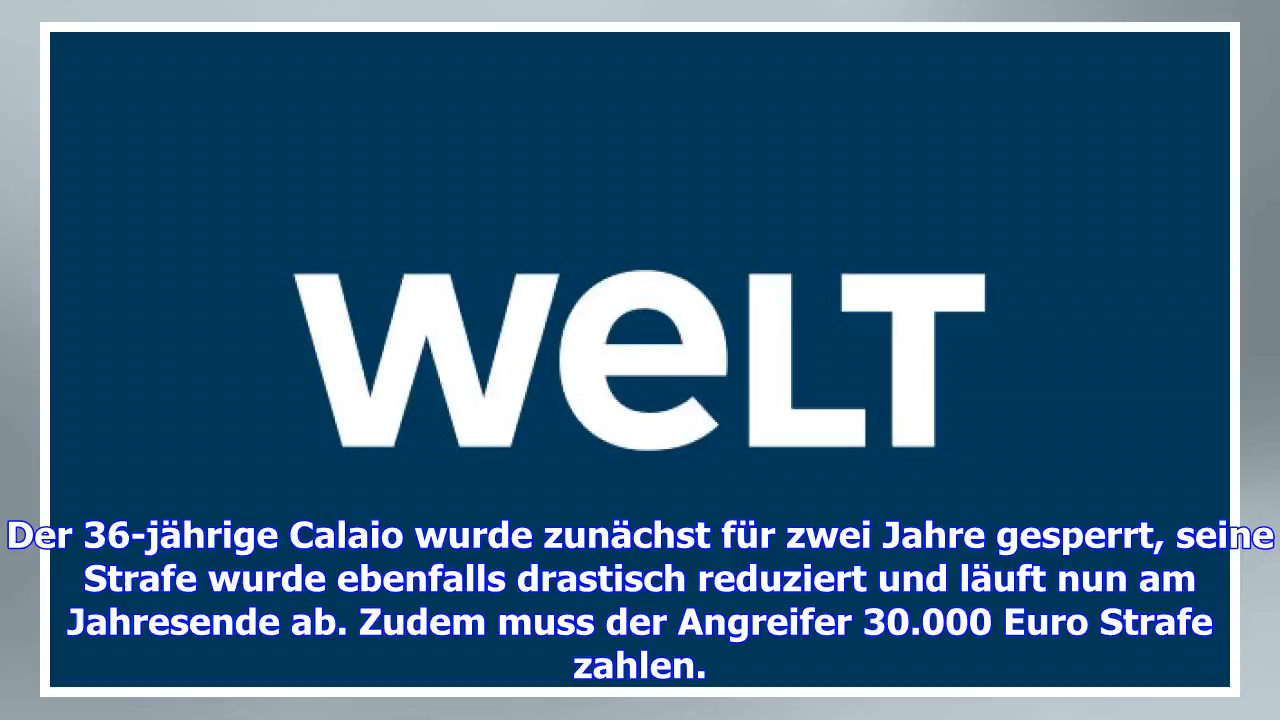 WeLT
Der 36-jährige Calaio wurde zunächst für zwei Jahre gesperrt, seine
Strafe wurde ebenfalls drastisch reduziert und läuft nun am
Jahresende ab. Zudem muss der Angreifer 30.000 Euro Strafe
zahlen.